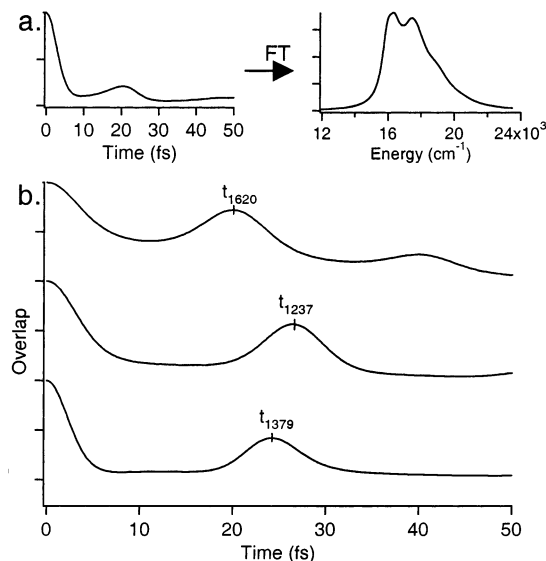 a.
FT
0 10 20 30 40 50
Time (fs)
12 16 20 24x10³
Energy (cm⁻¹)
b.
t₁₆₂₀
t₁₂₃₇
t₁₃₇₉
Overlap
0 10 20 30 40 50
Time (fs)